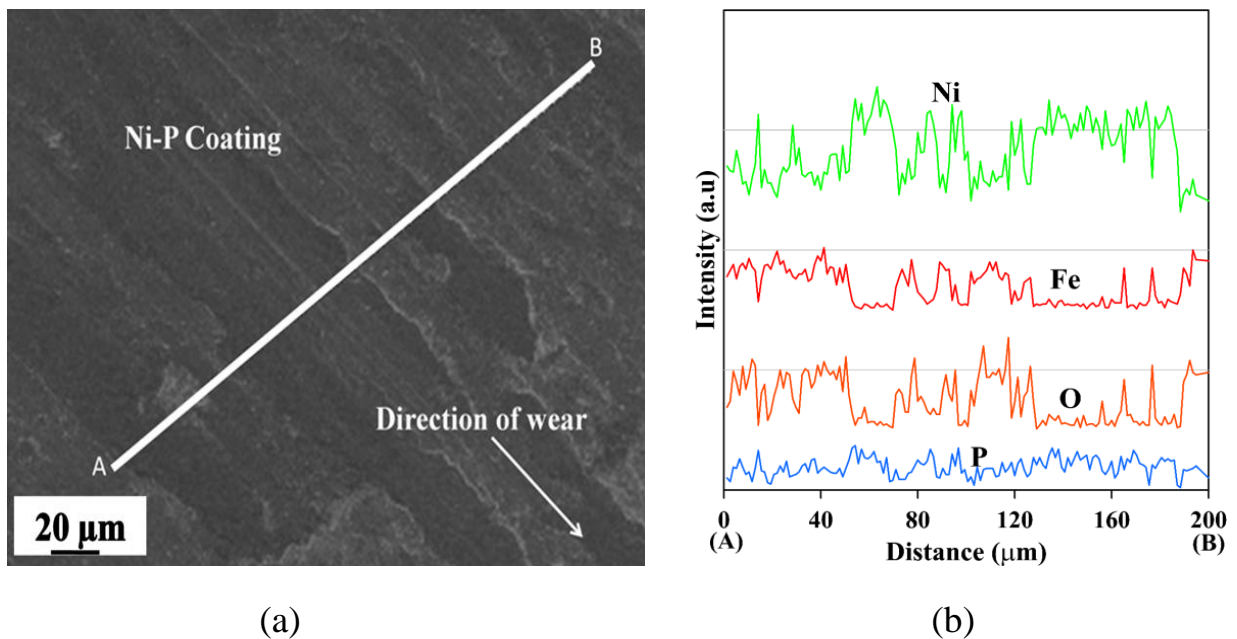 B
Ni-P Coating
Direction of wear
A
20 μm
(a)
Intensity (a.u)
Ni
Fe
O
P
0 40 80 120 160 200
(A) (B)
Distance (μm)
(b)